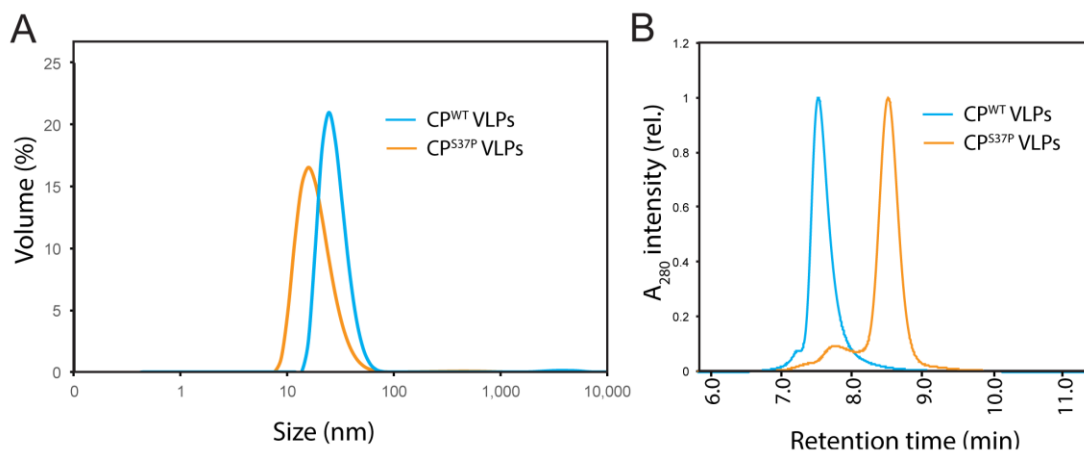 A
Volume (%)
25
20
15
10
5
0
0
1
10
100
1,000
10,000
Size (nm)
CP^WT VLPs
CP^S37P VLPs
B
A₂₈₀ intensity (rel.)
1.2
1
0.8
0.6
0.4
0.2
0
6.0
7.0
8.0
9.0
10.0
11.0
Retention time (min)
CP^WT VLPs
CP^S37P VLPs